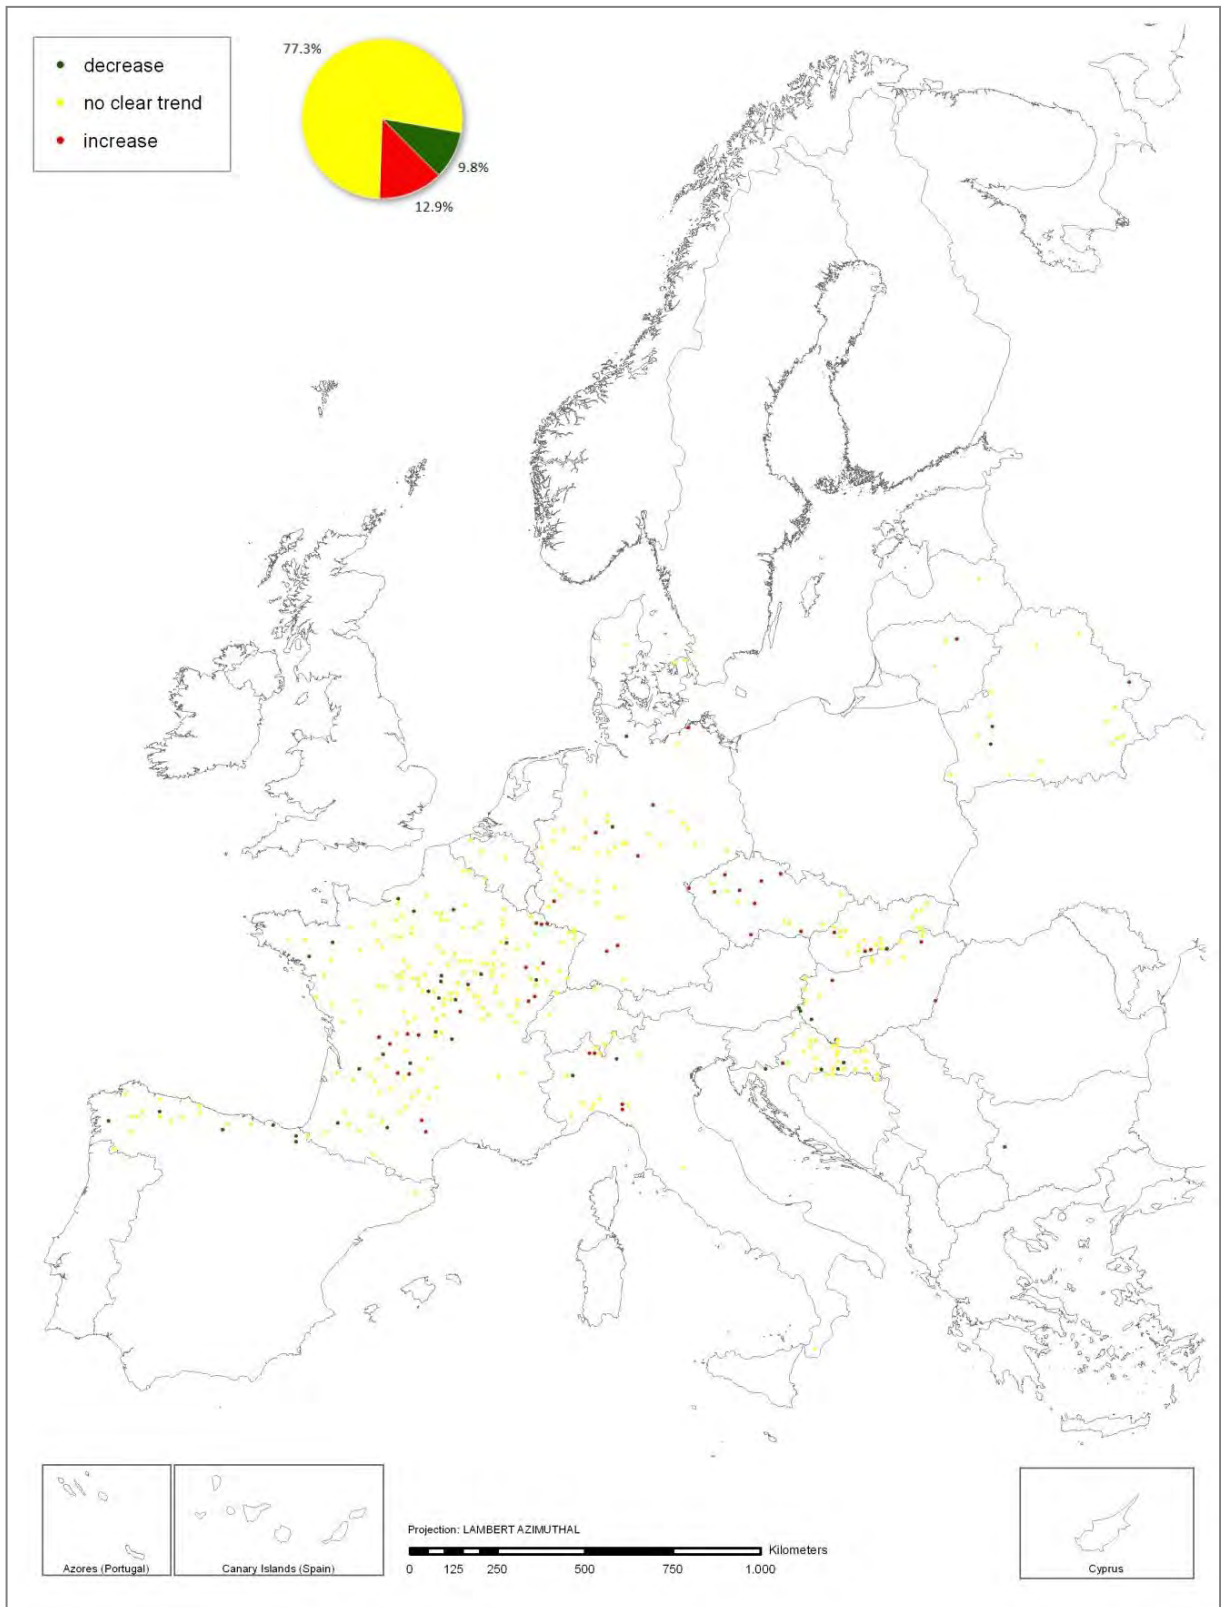 decrease
no clear trend
increase
77.3%
9.8%
12.9%
Azores (Portugal)
Canary Islands (Spain)
Projection: LAMBERT AZIMUTHAL
Kilometers
0 125 250 500 750 1.000
Cyprus